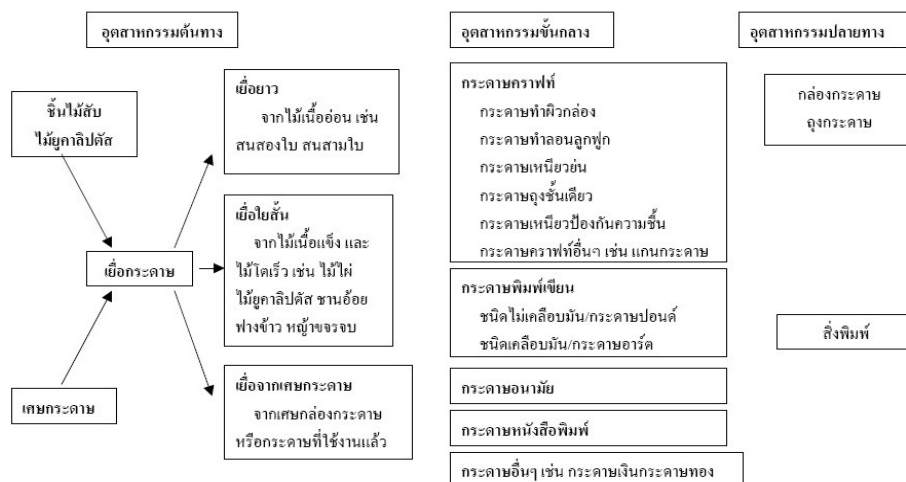 อุตสาหกรรมต้นทาง
ชิ้นไม้สับ
ไม้ยูคาลิปตัส
เยื่อกระดาษ
เศษกระดาษ
เยื่อยาว
จากไม้เนื้ออ่อน เช่น
สนสองใบ สนสามใบ
เยื่อใยสั้น
จากไม้เนื้อแข็ง และ
ไม้โตเร็ว เช่น ไม้ไผ่
ไม้ยูคาลิปตัส ชานอ้อย
ฟางข้าว หญ้าขจรจบ
เยื่อจากเศษกระดาษ
จากเศษกล่องกระดาษ
หรือกระดาษที่ใช้งานแล้ว
อุตสาหกรรมขั้นกลาง
กระดาษคราฟท์
กระดาษทำผิวกล่อง
กระดาษทำลอนลูกฟูก
กระดาษเหนียวย่น
กระดาษถุงชั้นเดียว
กระดาษเหนียวป้องกันความชื้น
กระดาษคราฟท์อื่นๆ เช่น แกนกระดาษ
กระดาษพิมพ์เขียน
ชนิดไม่เคลือบมัน/กระดาษปอนด์
ชนิดเคลือบมัน/กระดาษอาร์ต
กระดาษอนามัย
กระดาษหนังสือพิมพ์
กระดาษอื่นๆ เช่น กระดาษเงินกระดาษทอง
อุตสาหกรรมปลายทาง
กล่องกระดาษ
ถุงกระดาษ
สิ่งพิมพ์